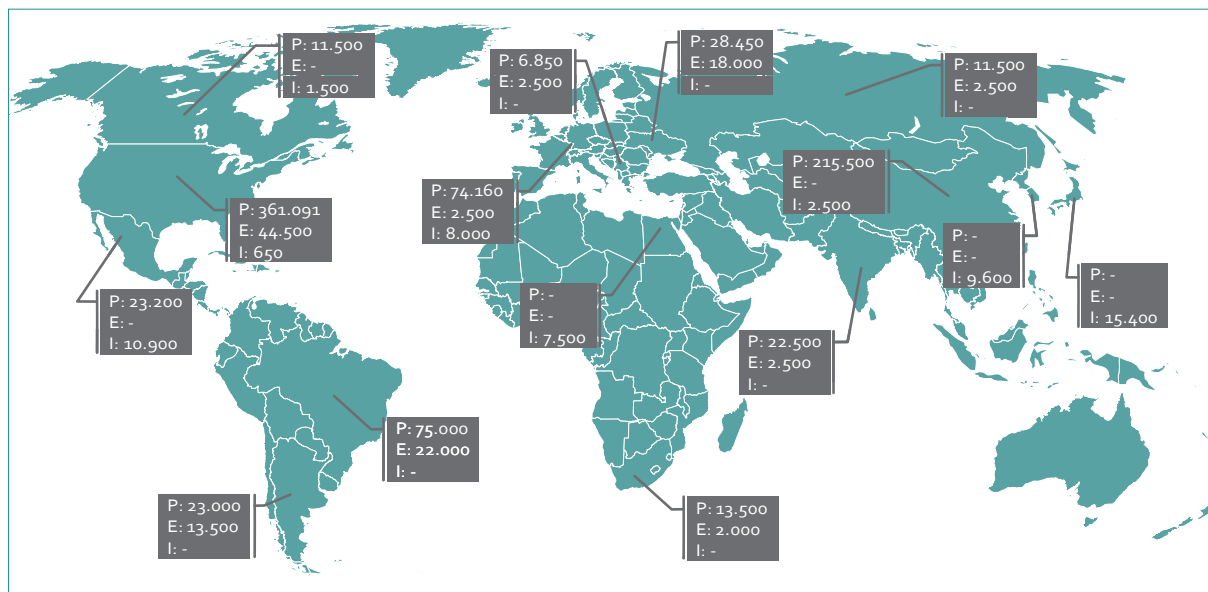 P: 11.500
E: -
I: 1.500
P: 6.850
E: 2.500
I: -
P: 28.450
E: 18.000
I: -
P: 11.500
E: 2.500
I: -
P: 361.091
E: 44.500
I: 650
P: 74.160
E: 2.500
I: 8.000
P: 215.500
E: -
I: 2.500
P: -
E: -
I: 9.600
P: -
E: -
I: 15.400
P: 23.200
E: -
I: 10.900
P: -
E: -
I: 7.500
P: 22.500
E: 2.500
I: -
P: 75.000
E: 22.000
I: -
P: 23.000
E: 13.500
I: -
P: 13.500
E: 2.000
I: -